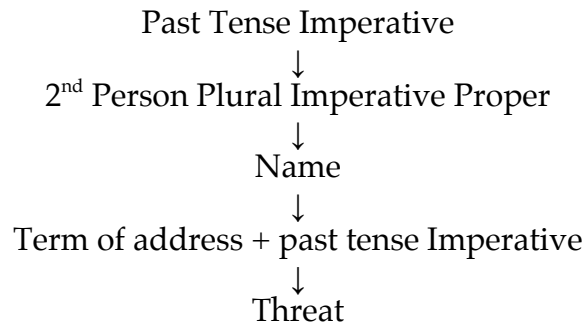 Past Tense Imperative
↓
2nd Person Plural Imperative Proper
↓
Name
↓
Term of address + past tense Imperative
↓
Threat